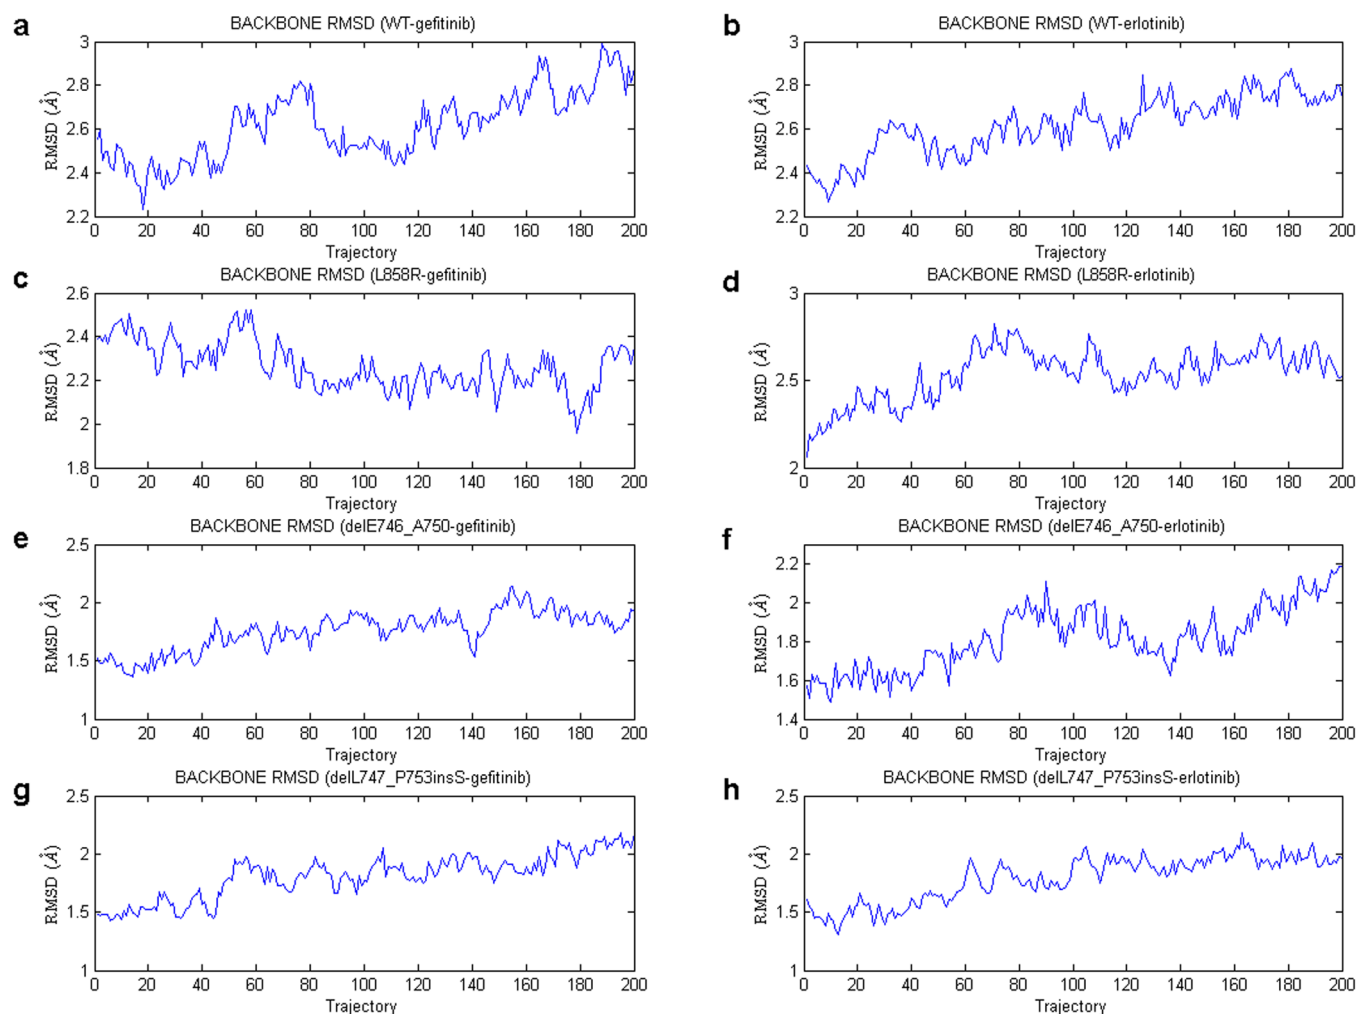 a
BACKBONE RMSD (WT-gefitinib)
3
2.8
2.6
2.4
2.2
RMSD (Å)
0 20 40 60 80 100 120 140 160 180 200
Trajectory
b
BACKBONE RMSD (WT-erlotinib)
3
2.8
2.6
2.4
2.2
RMSD (Å)
0 20 40 60 80 100 120 140 160 180 200
Trajectory
c
BACKBONE RMSD (L858R-gefitinib)
2.6
2.4
2.2
2
1.8
RMSD (Å)
0 20 40 60 80 100 120 140 160 180 200
Trajectory
d
BACKBONE RMSD (L858R-erlotinib)
3
2.5
2
RMSD (Å)
0 20 40 60 80 100 120 140 160 180 200
Trajectory
e
BACKBONE RMSD (delE746_A750-gefitinib)
2.5
2
1.5
1
RMSD (Å)
0 20 40 60 80 100 120 140 160 180 200
Trajectory
f
BACKBONE RMSD (delE746_A750-erlotinib)
2.2
2
1.8
1.6
1.4
RMSD (Å)
0 20 40 60 80 100 120 140 160 180 200
Trajectory
g
BACKBONE RMSD (delL747_P753insS-gefitinib)
2.5
2
1.5
1
RMSD (Å)
0 20 40 60 80 100 120 140 160 180 200
Trajectory
h
BACKBONE RMSD (delL747_P753insS-erlotinib)
2.5
2
1.5
1
RMSD (Å)
0 20 40 60 80 100 120 140 160 180 200
Trajectory